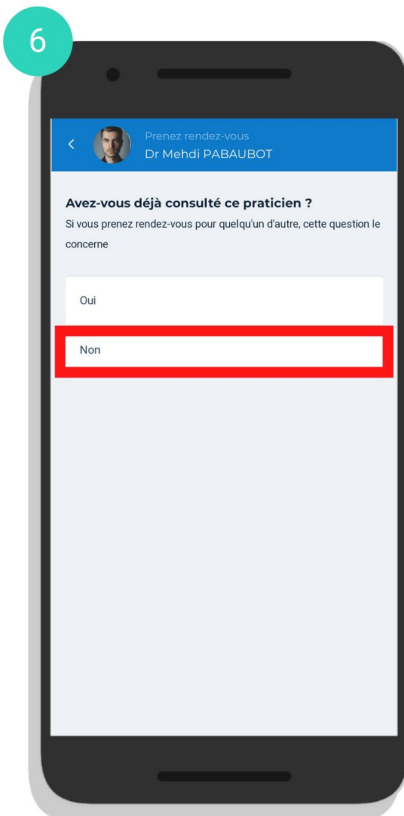 6
Prenez rendez-vous
Dr Mehdi PABAUBOT
Avez-vous déjà consulté ce praticien ?
Si vous prenez rendez-vous pour quelqu'un d'autre, cette question le
concerne
Oui
Non